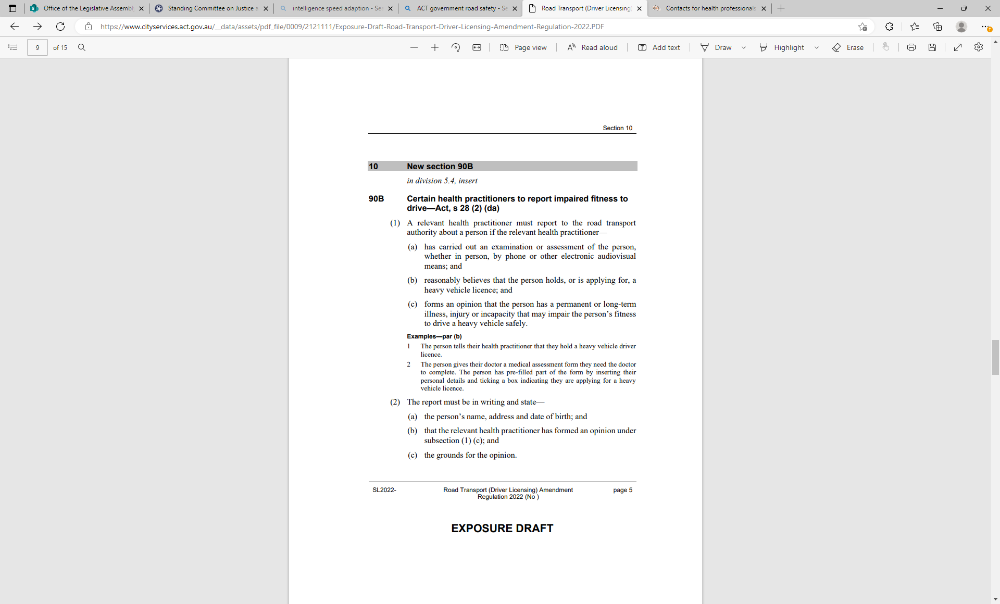 Office of the Legislative Assembl
Standing Committee on Justice a
intelligence speed adaption - Sea
ACT government road safety - Se
Road Transport (Driver Licensing)
Contacts for health professionals
https://www.cityservices.act.gov.au/__data/assets/pdf_file/0009/2121111/Exposure-Draft-Road-Transport-Driver-Licensing-Amendment-Regulation-2022.PDF
9 of 15
Page view
Read aloud
Add text
Draw
Highlight
Erase
Section 10
10 New section 90B
in division 5.4, insert
90B Certain health practitioners to report impaired fitness to
drive—Act, s 28 (2) (da)
(1) A relevant health practitioner must report to the road transport
authority about a person if the relevant health practitioner—
(a) has carried out an examination or assessment of the person,
whether in person, by phone or other electronic audiovisual
means; and
(b) reasonably believes that the person holds, or is applying for, a
heavy vehicle licence; and
(c) forms an opinion that the person has a permanent or long-term
illness, injury or incapacity that may impair the person’s fitness
to drive a heavy vehicle safely.
Examples—par (b)
1 The person tells their health practitioner that they hold a heavy vehicle driver
licence.
2 The person gives their doctor a medical assessment form they need the doctor
to complete. The person has pre-filled part of the form by inserting their
personal details and ticking a box indicating they are applying for a heavy
vehicle licence.
(2) The report must be in writing and state—
(a) the person’s name, address and date of birth; and
(b) that the relevant health practitioner has formed an opinion under
subsection (1) (c); and
(c) the grounds for the opinion.
SL2022- Road Transport (Driver Licensing) Amendment page 5
Regulation 2022 (No )
EXPOSURE DRAFT